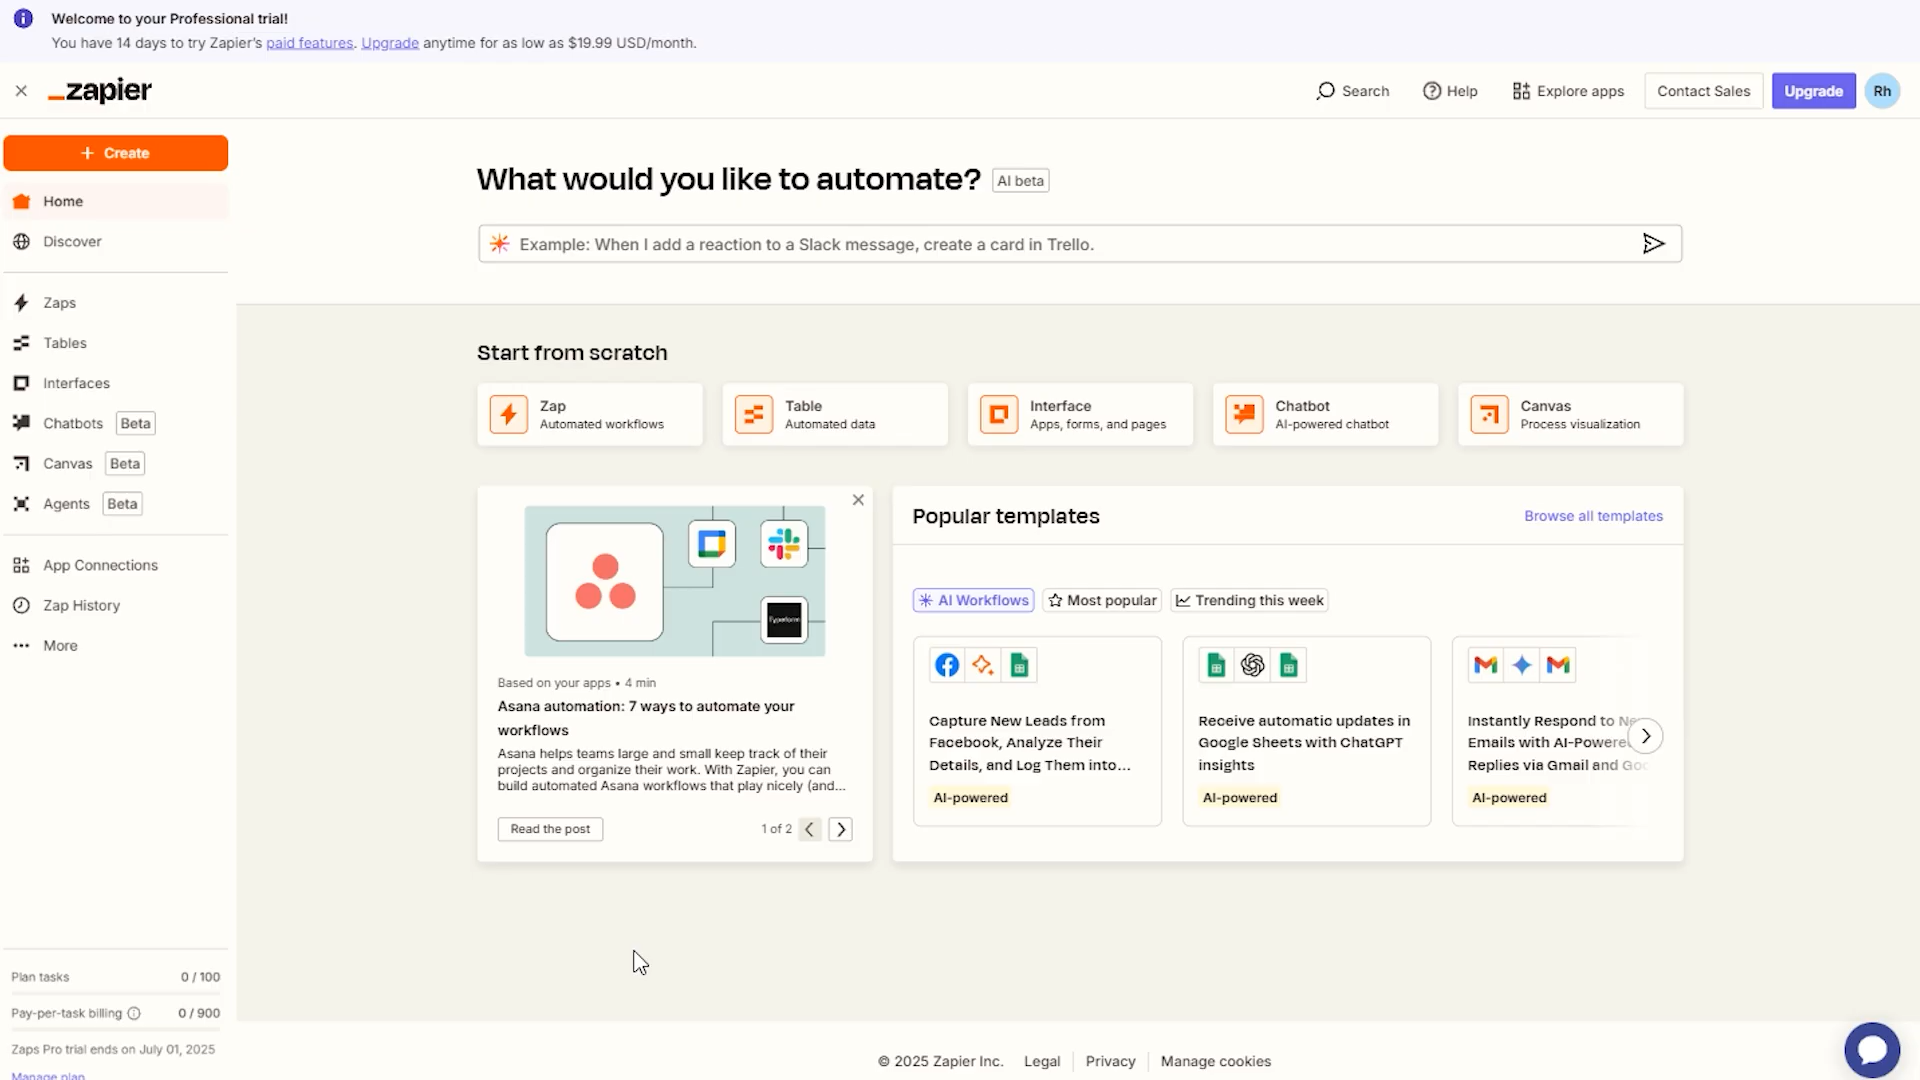 Welcome to your Professional trial!
You have 14 days to try Zapier's paid features. Upgrade anytime for as low as $19.99 USD/month.
_zapier
Search
Help
Explore apps
Contact Sales
Upgrade
Rh
+ Create
Home
Discover
Zaps
Tables
Interfaces
Chatbots Beta
Canvas Beta
Agents Beta
App Connections
Zap History
More
Plan tasks 0 / 100
Pay-per-task billing 0 / 900
Zaps Pro trial ends on July 01, 2025
Manage plan
What would you like to automate? AI beta
Example: When I add a reaction to a Slack message, create a card in Trello.
Start from scratch
Zap
Automated workflows
Table
Automated data
Interface
Apps, forms, and pages
Chatbot
AI-powered chatbot
Canvas
Process visualization
Typeform
Based on your apps • 4 min
Asana automation: 7 ways to automate your
workflows
Asana helps teams large and small keep track of their
projects and organize their work. With Zapier, you can
build automated Asana workflows that play nicely (and...
Read the post
1 of 2
Popular templates
Browse all templates
AI Workflows
Most popular
Trending this week
Capture New Leads from
Facebook, Analyze Their
Details, and Log Them into...
AI-powered
Receive automatic updates in
Google Sheets with ChatGPT
insights
AI-powered
Instantly Respond to
Emails with AI-Powere
Replies via Gmail and
AI-powered
© 2025 Zapier Inc.
Legal
Privacy
Manage cookies